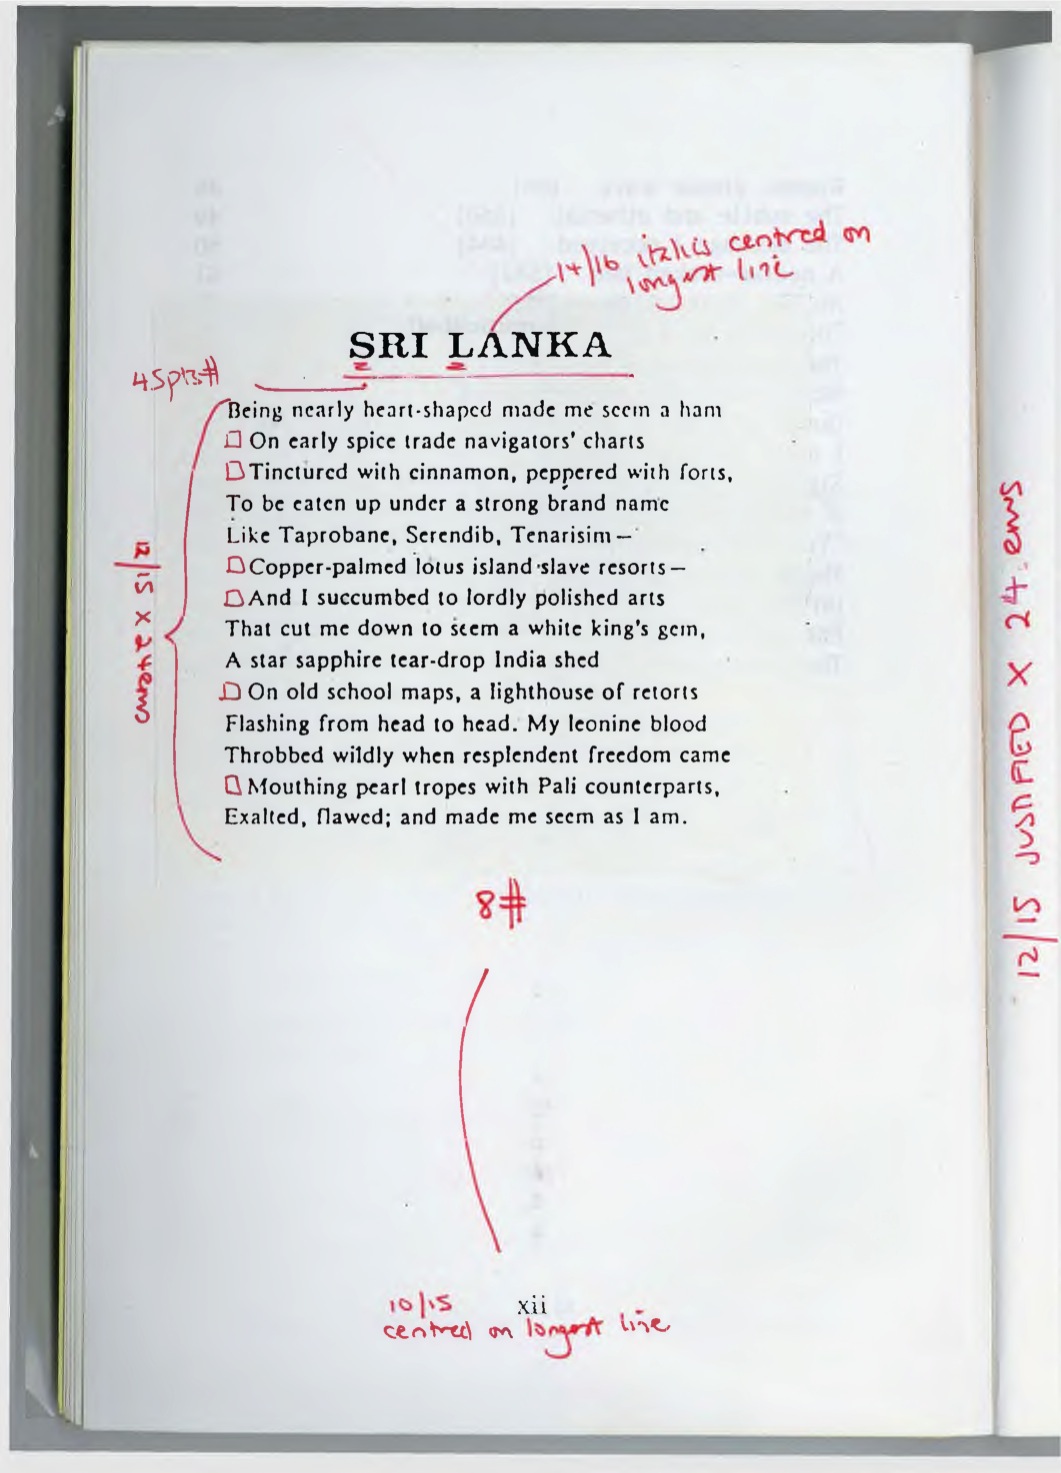 14/16 italics centred on
longest line
SRI LANKA
4.5pts#
Being nearly heart-shaped made me seem a ham
On early spice trade navigators' charts
Tinctured with cinnamon, peppered with forts,
To be eaten up under a strong brand name
Like Taprobane, Serendib, Tenarisim —
Copper-palmed lotus island slave resorts —
And I succumbed to lordly polished arts
That cut me down to seem a white king's gem,
A star sapphire tear-drop India shed
On old school maps, a lighthouse of retorts
Flashing from head to head. My leonine blood
Throbbed wildly when resplendent freedom came
Mouthing pearl tropes with Pali counterparts,
Exalted, flawed; and made me seem as I am.
12/15 x 24ems
12/15 JUSTIFIED X 24.ems
8#
10/15
xii
centred on longest line